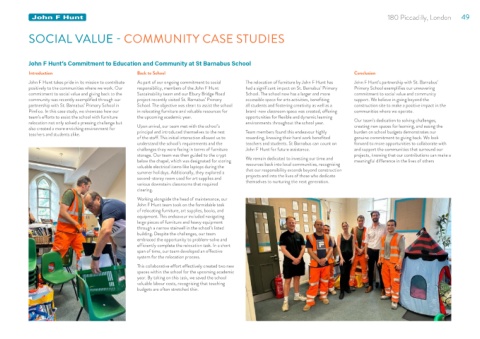 John F Hunt
180 Piccadilly, London 49
SOCIAL VALUE - COMMUNITY CASE STUDIES
John F Hunt's Commitment to Education and Community at St Barnabus School
Introduction
John F Hunt takes pride in its mission to contribute
positively to the communities where we work. Our
commitment to social value and giving back to the
community was recently exemplified through our
partnership with St. Barnabus' Primary School in
Pimlico. In this case study, we showcase how our
team's efforts to assist the school with furniture
relocation not only solved a pressing challenge but
also created a more enriching environment for
teachers and students alike.
Back to School
As part of our ongoing commitment to social
responsibility, members of the John F Hunt
Sustainability team and our Ebury Bridge Road
project recently visited St. Barnabus' Primary
School. The objective was clear: to assist the school
in relocating furniture and valuable resources for
the upcoming academic year.
Upon arrival, our team met with the school's
principal and introduced themselves to the rest
of the staff. This initial interaction allowed us to
understand the school's requirements and the
challenges they were facing in terms of furniture
storage. Our team was then guided to the crypt
below the chapel, which was designated for storing
valuable electrical items like laptops during the
summer holidays. Additionally, they explored a
second-storey room used for art supplies and
various downstairs classrooms that required
clearing.
Working alongside the head of maintenance, our
John F Hunt team took on the formidable task
of relocating furniture, art supplies, books, and
equipment. This endeavour included navigating
large pieces of furniture and heavy equipment
through a narrow stairwell in the school's listed
building. Despite the challenges, our team
embraced the opportunity to problem-solve and
efficiently complete the relocation task. In a short
span of time, our team developed an effective
system for the relocation process.
This collaborative effort effectively created two new
spaces within the school for the upcoming academic
year. By taking on this task, we saved the school
valuable labour costs, recognising that teaching
budgets are often stretched thin.
The relocation of furniture by John F Hunt has
had a significant impact on St. Barnabus' Primary
School. The school now has a larger and more
accessible space for arts activities, benefiting
all students and fostering creativity as well as a
brand-new classroom space was created, offering
opportunities for flexible and dynamic learning
environments throughout the school year.
Team members found this endeavour highly
rewarding, knowing their hard work benefited
teachers and students. St Barnabus can count on
John F Hunt for future assistance.
We remain dedicated to investing our time and
resources back into local communities, recognising
that our responsibility extends beyond construction
projects and into the lives of those who dedicate
themselves to nurturing the next generation.
Conclusion
John F Hunt's partnership with St. Barnabus'
Primary School exemplifies our unwavering
commitment to social value and community
support. We believe in going beyond the
construction site to make a positive impact in the
communities where we operate.
Our team's dedication to solving challenges,
creating new spaces for learning, and easing the
burden on school budgets demonstrates our
genuine commitment to giving back. We look
forward to more opportunities to collaborate with
and support the communities that surround our
projects, knowing that our contributions can make a
meaningful difference in the lives of others.